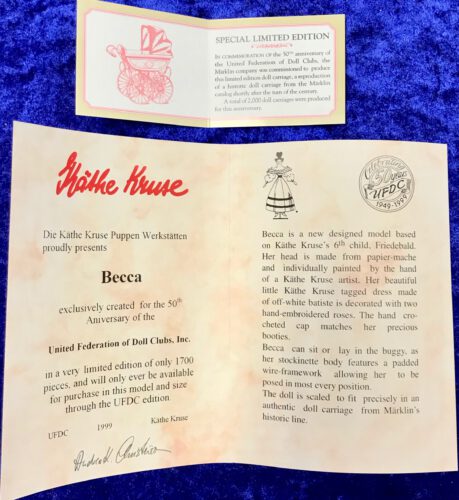 SPECIAL LIMITED EDITION
IN COMMEMORATION OF the 50TH anniversary of
the United Federation of Doll Clubs, the
Märklin company was commissioned to produce
this limited edition doll carriage, a reproduction
of a historic doll carriage from the Märklin
catalog shortly after the turn of the century.
A total of 2,000 doll carriages were produced
for this anniversary.
Käthe Kruse
Die Käthe Kruse Puppen Werkstätten
proudly presents
Becca
exclusively created for the 50th
Aniversary of the
United Federation of Doll Clubs, Inc.
in a very limited edition of only 1700
pieces, and will only ever be available
for purchase in this model and size
through the UFDC edition
UFDC 1999 Käthe Kruse
Celebrating
50 Years
UFDC
1949-1999
Becca is a new designed model based
on Käthe Kruse's 6th child, Friedebald.
Her head is made from papier-mache
and individually painted by the hand
of a Käthe Kruse artist. Her beautiful
little Käthe Kruse tagged dress made
of off-white batiste is decorated with two
hand-embroidered roses. The hand cro-
cheted cap matches her precious
booties.
Becca can sit or lay in the buggy, as
her stockinette body features a padded
wire-framework allowing her to be
posed in most every position.
The doll is scaled to fit precisely in an
authentic doll carriage from Märklin's
historic line.